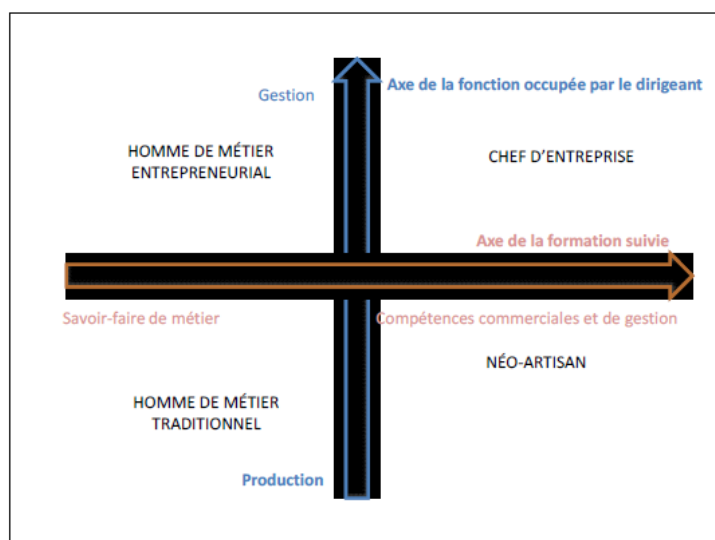 Gestion
Axe de la fonction occupée par le dirigeant
HOMME DE MÉTIER
ENTREPRENEURIAL
CHEF D'ENTREPRISE
Axe de la formation suivie
Savoir-faire de métier
Compétences commerciales et de gestion
NÉO-ARTISAN
HOMME DE MÉTIER
TRADITIONNEL
Production